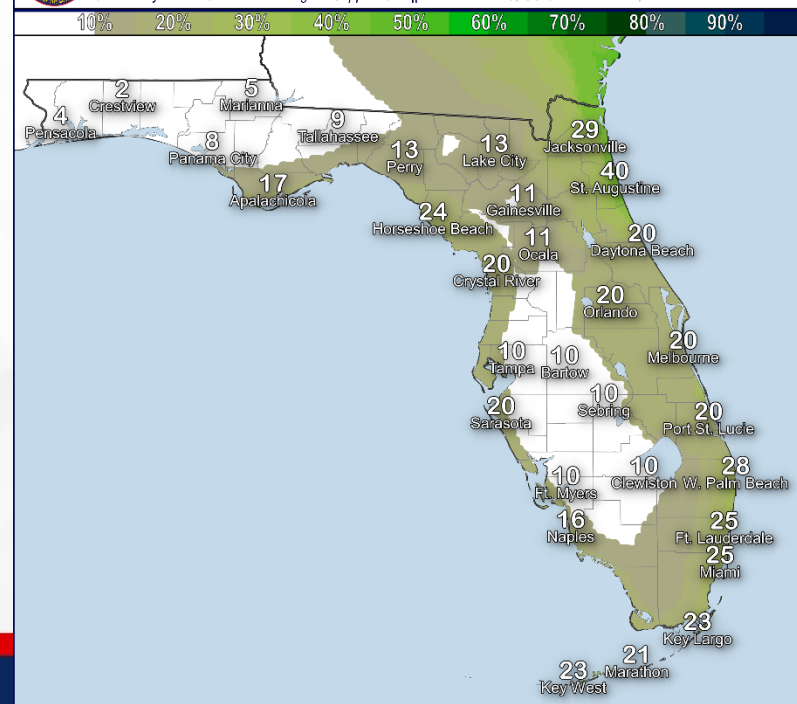 10% 20% 30% 40% 50% 60% 70% 80% 90%
2
Crestview
5
Marianna
4
Pensacola
9
Tallahassee
8
Panama City
13
Perry
13
Lake City
29
Jacksonville
17
Apalachicola
40
St. Augustine
11
Gainesville
24
Horseshoe Beach
11
Ocala
20
Daytona Beach
20
Crystal River
20
Orlando
10
Tampa
10
Bartow
20
Melbourne
10
Sebring
20
Sarasota
20
Port St. Lucie
10
Ft. Myers
10
Clewiston
28
W. Palm Beach
16
Naples
25
Ft. Lauderdale
25
Miami
23
Key Largo
21
Marathon
23
Key West